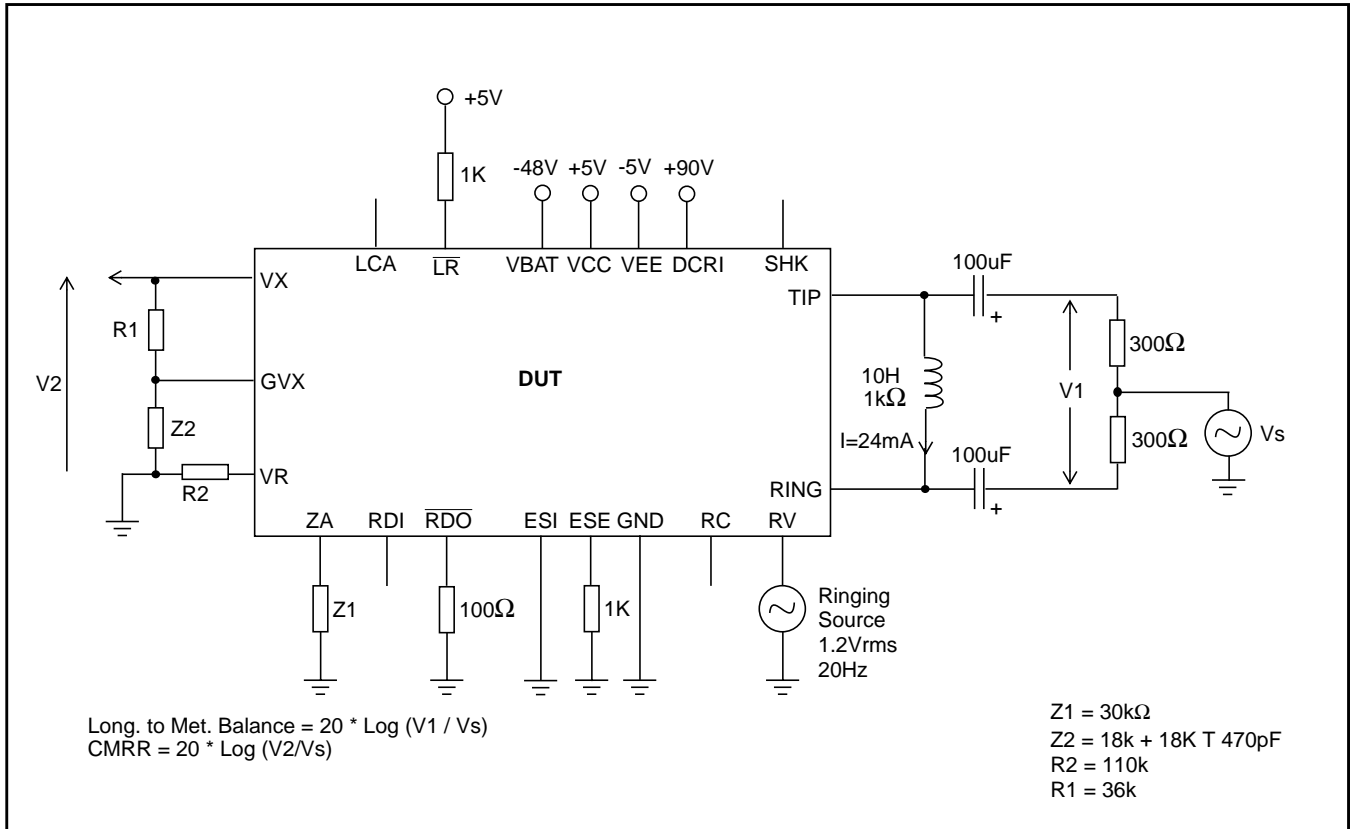 +5V
1K
-48V +5V -5V +90V
LCA LR VBAT VCC VEE DCRI SHK
VX
TIP
100uF
+
R1
300Ω
V2
GVX
DUT
10H
1kΩ
V1
Z2
I=24mA
300Ω
Vs
100uF
VR
R2
RING
+
ZA RDI RDO ESI ESE GND RC RV
Z1
100Ω
1K
Ringing
Source
1.2Vrms
20Hz
Long. to Met. Balance = 20 * Log (V1 / Vs)
CMRR = 20 * Log (V2/Vs)
Z1 = 30kΩ
Z2 = 18k + 18K T 470pF
R2 = 110k
R1 = 36k